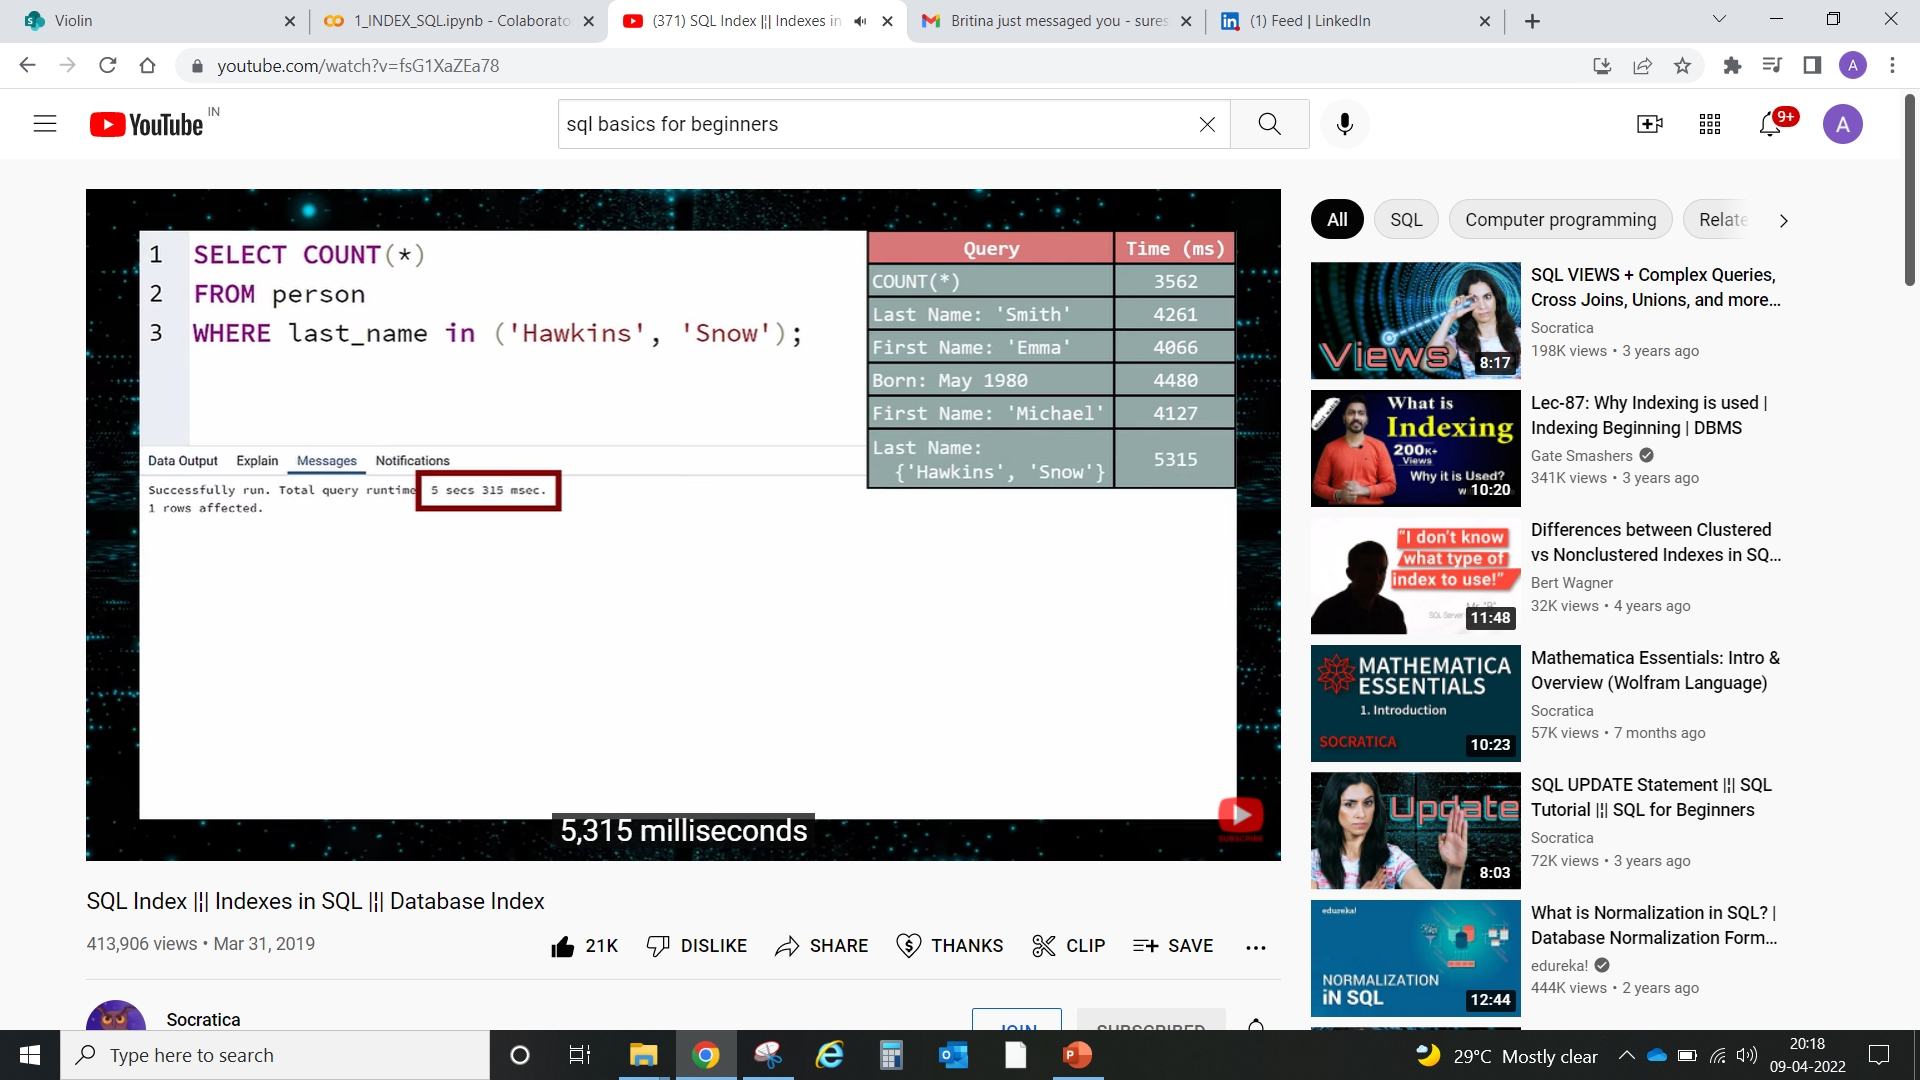 Violin
1_INDEX_SQL.ipynb - Colaborato
(371) SQL Index |¦| Indexes in
Britina just messaged you - sures
(1) Feed | LinkedIn
youtube.com/watch?v=fsG1XaZEa78
A
YouTube IN
sql basics for beginners
9+
A
1 SELECT COUNT(*)
2 FROM person
3 WHERE last_name in ('Hawkins', 'Snow');
Query Time (ms)
COUNT(*) 3562
Last Name: 'Smith' 4261
First Name: 'Emma' 4066
Born: May 1980 4480
First Name: 'Michael' 4127
Last Name:
{'Hawkins', 'Snow'} 5315
Data Output Explain Messages Notifications
Successfully run. Total query runtime 5 secs 315 msec.
1 rows affected.
5,315 milliseconds
SUBSCRIBE
SQL Index |¦| Indexes in SQL |¦| Database Index
413,906 views • Mar 31, 2019
21K DISLIKE SHARE THANKS CLIP SAVE
Socratica
JOIN SUBSCRIBED
All SQL Computer programming Relate
Views
8:17
SQL VIEWS + Complex Queries,
Cross Joins, Unions, and more...
Socratica
198K views • 3 years ago
What is
Indexing
200K+
Views
Why it is Used?
10:20
Lec-87: Why Indexing is used |
Indexing Beginning | DBMS
Gate Smashers
341K views • 3 years ago
"I don't know
what type of
index to use!"
SQL Server
11:48
Differences between Clustered
vs Nonclustered Indexes in SQ...
Bert Wagner
32K views • 4 years ago
MATHEMATICA
ESSENTIALS
1. Introduction
SOCRATICA
10:23
Mathematica Essentials: Intro &
Overview (Wolfram Language)
Socratica
57K views • 7 months ago
Update
8:03
SQL UPDATE Statement |¦| SQL
Tutorial |¦| SQL for Beginners
Socratica
72K views • 3 years ago
edureka!
NORMALIZATION
iN SQL
12:44
What is Normalization in SQL? |
Database Normalization Form...
edureka!
444K views • 2 years ago
Type here to search
29°C Mostly clear
20:18
09-04-2022